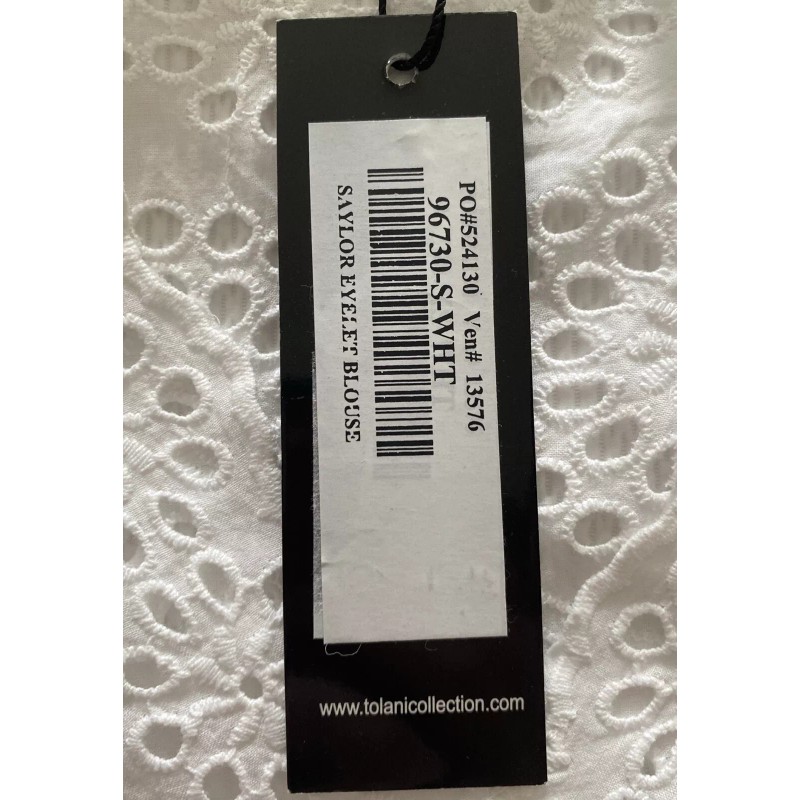 PO#524130 Ven# 13576
96730-S-WHT
SAYLOR EYELET BLOUSE
www.tolanicollection.com